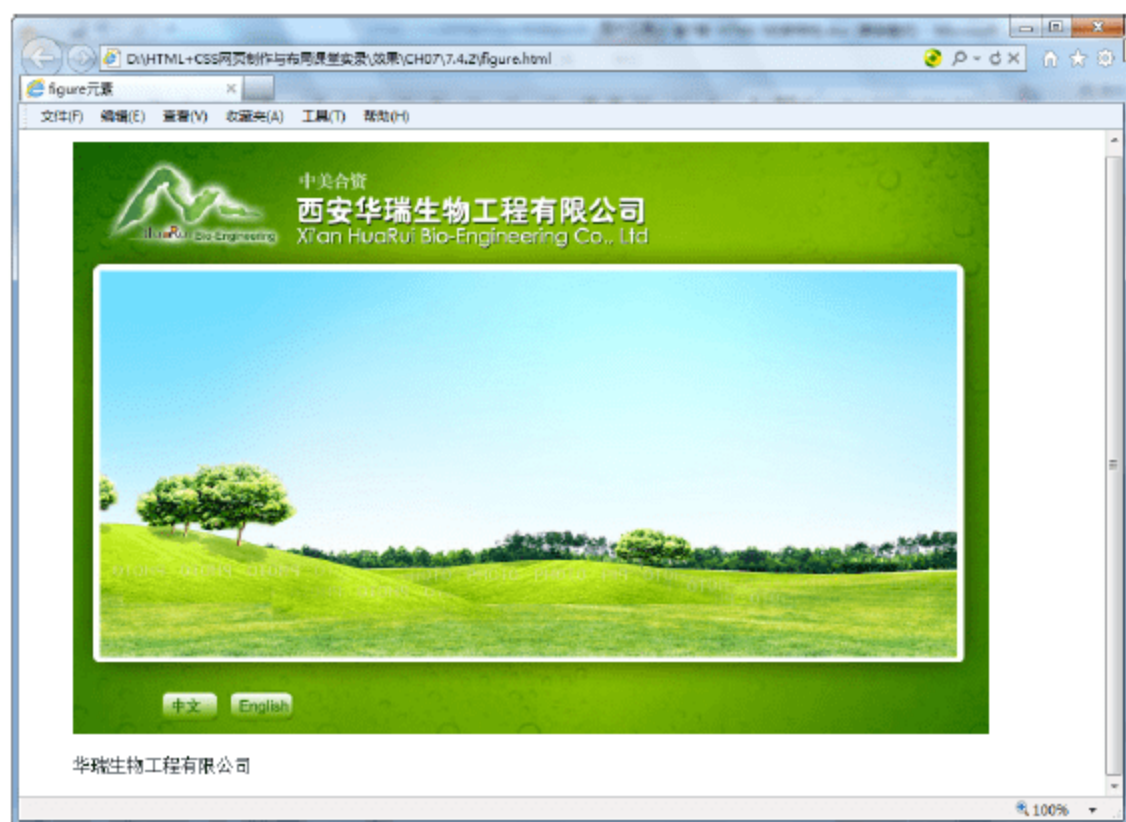 D:\HTML+CSS网页制作与布局课堂实录\效果\CH07\7.4.2\figure.html
figure元素
文件(F) 编辑(E) 查看(V) 收藏夹(A) 工具(T) 帮助(H)
中美合资
西安华瑞生物工程有限公司
HuaRui Bio-Engineering
Xi'an HuaRui Bio-Engineering Co., Ltd
中文 English
华瑞生物工程有限公司
100%